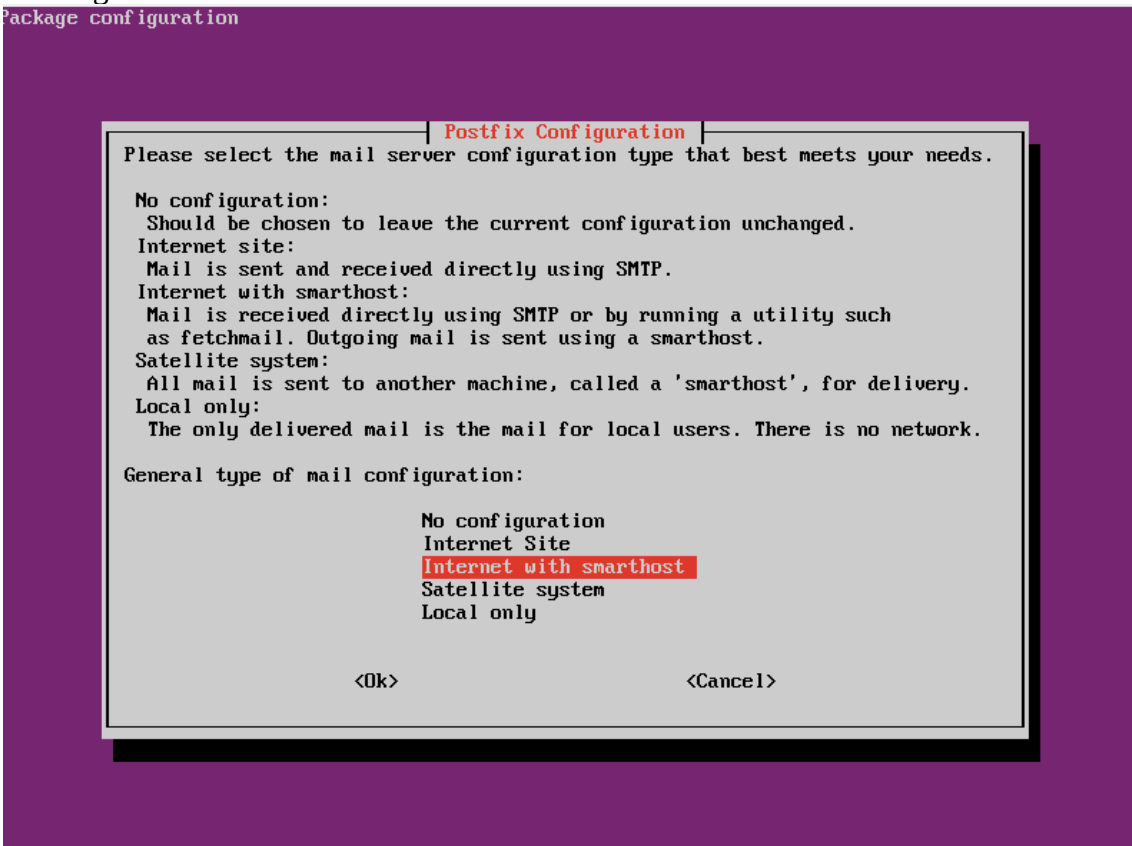 Package configuration
Postfix Configuration
Please select the mail server configuration type that best meets your needs.
No configuration:
Should be chosen to leave the current configuration unchanged.
Internet site:
Mail is sent and received directly using SMTP.
Internet with smarthost:
Mail is received directly using SMTP or by running a utility such
as fetchmail. Outgoing mail is sent using a smarthost.
Satellite system:
All mail is sent to another machine, called a 'smarthost', for delivery.
Local only:
The only delivered mail is the mail for local users. There is no network.
General type of mail configuration:
No configuration
Internet Site
Internet with smarthost
Satellite system
Local only
<Ok> <Cancel>